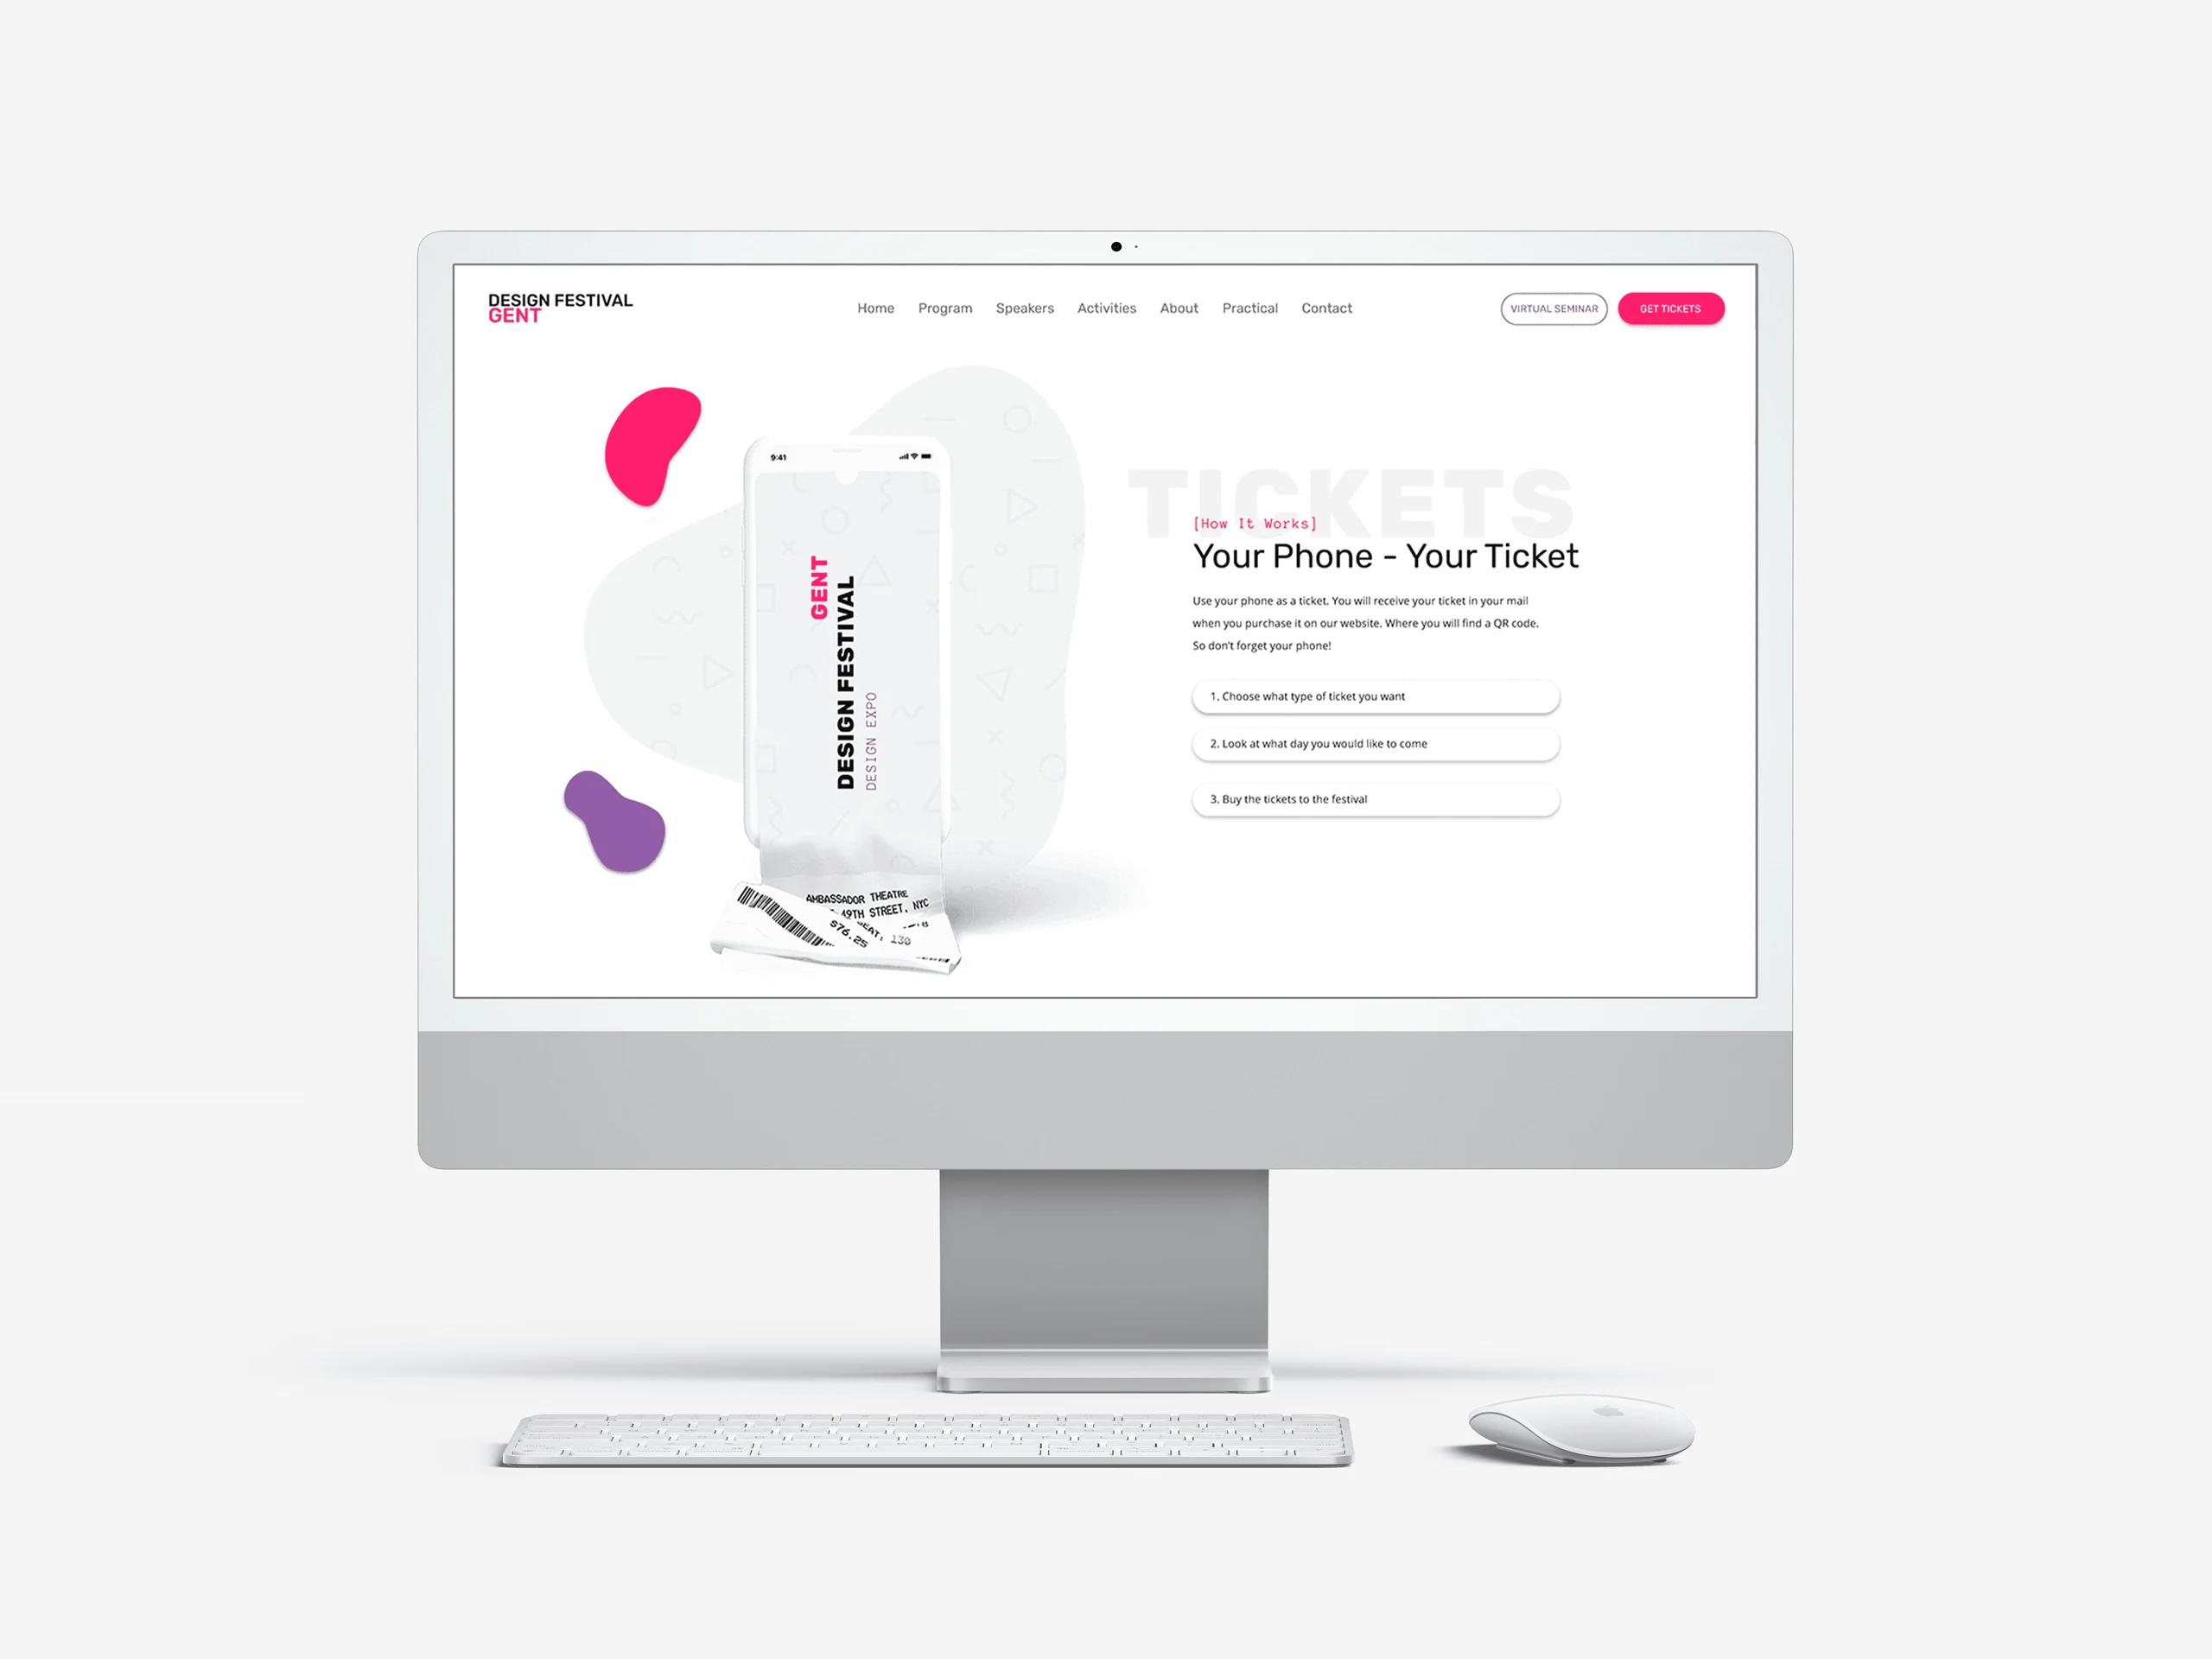 DESIGN FESTIVAL
GENT
Home Program Speakers Activities About Practical Contact
VIRTUAL SEMINAR
GET TICKETS
9:41
GENT
DESIGN FESTIVAL
DESIGN EXPO
AMBASSADOR THEATRE
49TH STREET, NYC
$76.25
130
TICKETS
[How It Works]
Your Phone - Your Ticket
Use your phone as a ticket. You will receive your ticket in your mail
when you purchase it on our website. Where you will find a QR code.
So don't forget your phone!
1. Choose what type of ticket you want
2. Look at what day you would like to come
3. Buy the tickets to the festival